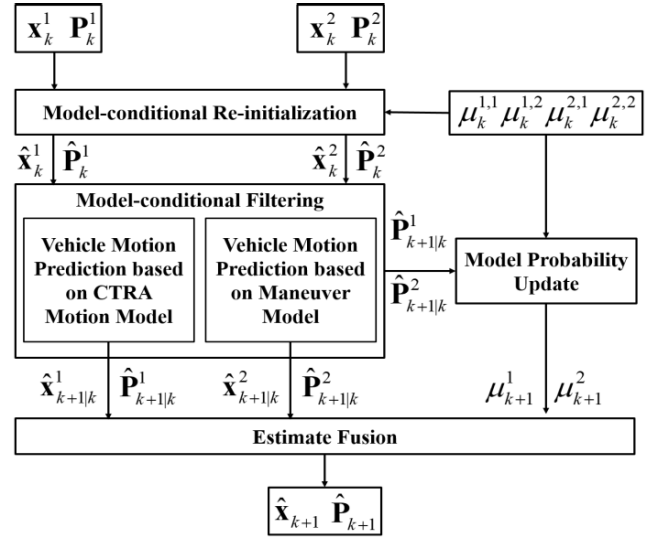 x_k^1 P_k^1
x_k^2 P_k^2
Model-conditional Re-initialization
μ_k^{1,1} μ_k^{1,2} μ_k^{2,1} μ_k^{2,2}
x̂_k^1 P̂_k^1
x̂_k^2 P̂_k^2
Model-conditional Filtering
Vehicle Motion
Prediction based
on CTRA
Motion Model
Vehicle Motion
Prediction based
on Maneuver
Model
P̂_{k+1|k}^1
P̂_{k+1|k}^2
Model Probability
Update
x̂_{k+1|k}^1 P̂_{k+1|k}^1
x̂_{k+1|k}^2 P̂_{k+1|k}^2
μ_{k+1}^1 μ_{k+1}^2
Estimate Fusion
x̂_{k+1} P̂_{k+1}